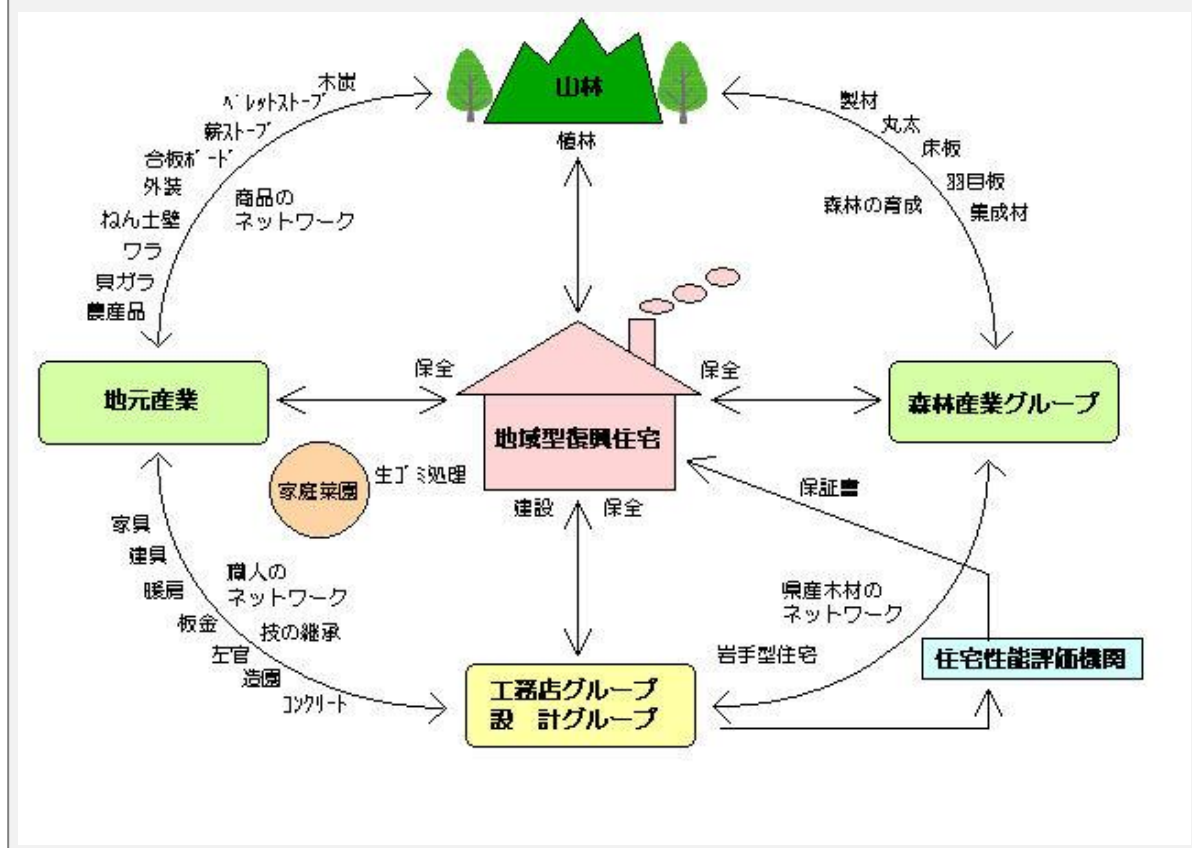 山林
植林
木炭
ﾍﾟﾚｯﾄｽﾄｰﾌﾞ
薪ｽﾄｰﾌﾞ
合板ﾎﾞｰﾄﾞ
外装
ねん土壁
ワラ
貝ガラ
農産品
商品の
ネットワーク
製材
丸太
床板
羽目板
集成材
森林の育成
地元産業
保全
地域型復興住宅
保全
森林産業グループ
家庭菜園
生ｺﾞﾐ処理
建設
保全
保証書
家具
建具
暖房
板金
左官
造園
ｺﾝｸﾘｰﾄ
職人の
ネットワーク
技の継承
県産木材の
ネットワーク
岩手型住宅
住宅性能評価機関
工務店グループ
設　計グループ